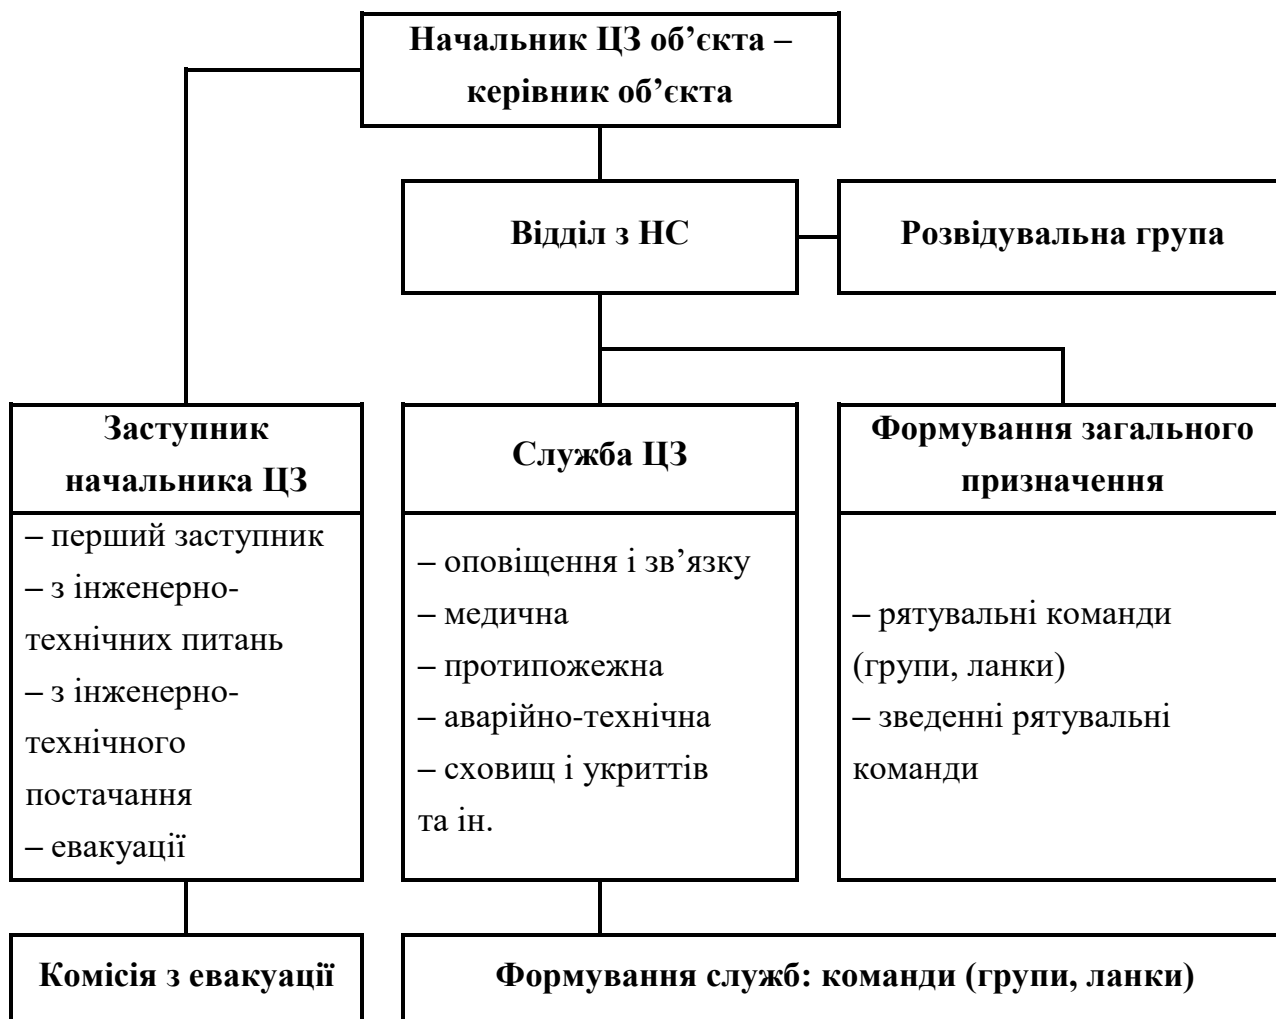 Начальник ЦЗ об’єкта –
керівник об’єкта
Відділ з НС
Розвідувальна група
Заступник
начальника ЦЗ
– перший заступник
– з інженерно-
технічних питань
– з інженерно-
технічного
постачання
– евакуації
Служба ЦЗ
– оповіщення і зв’язку
– медична
– протипожежна
– аварійно-технічна
– сховищ і укриттів
та ін.
Формування загального
призначення
– рятувальні команди
(групи, ланки)
– зведенні рятувальні
команди
Комісія з евакуації
Формування служб: команди (групи, ланки)